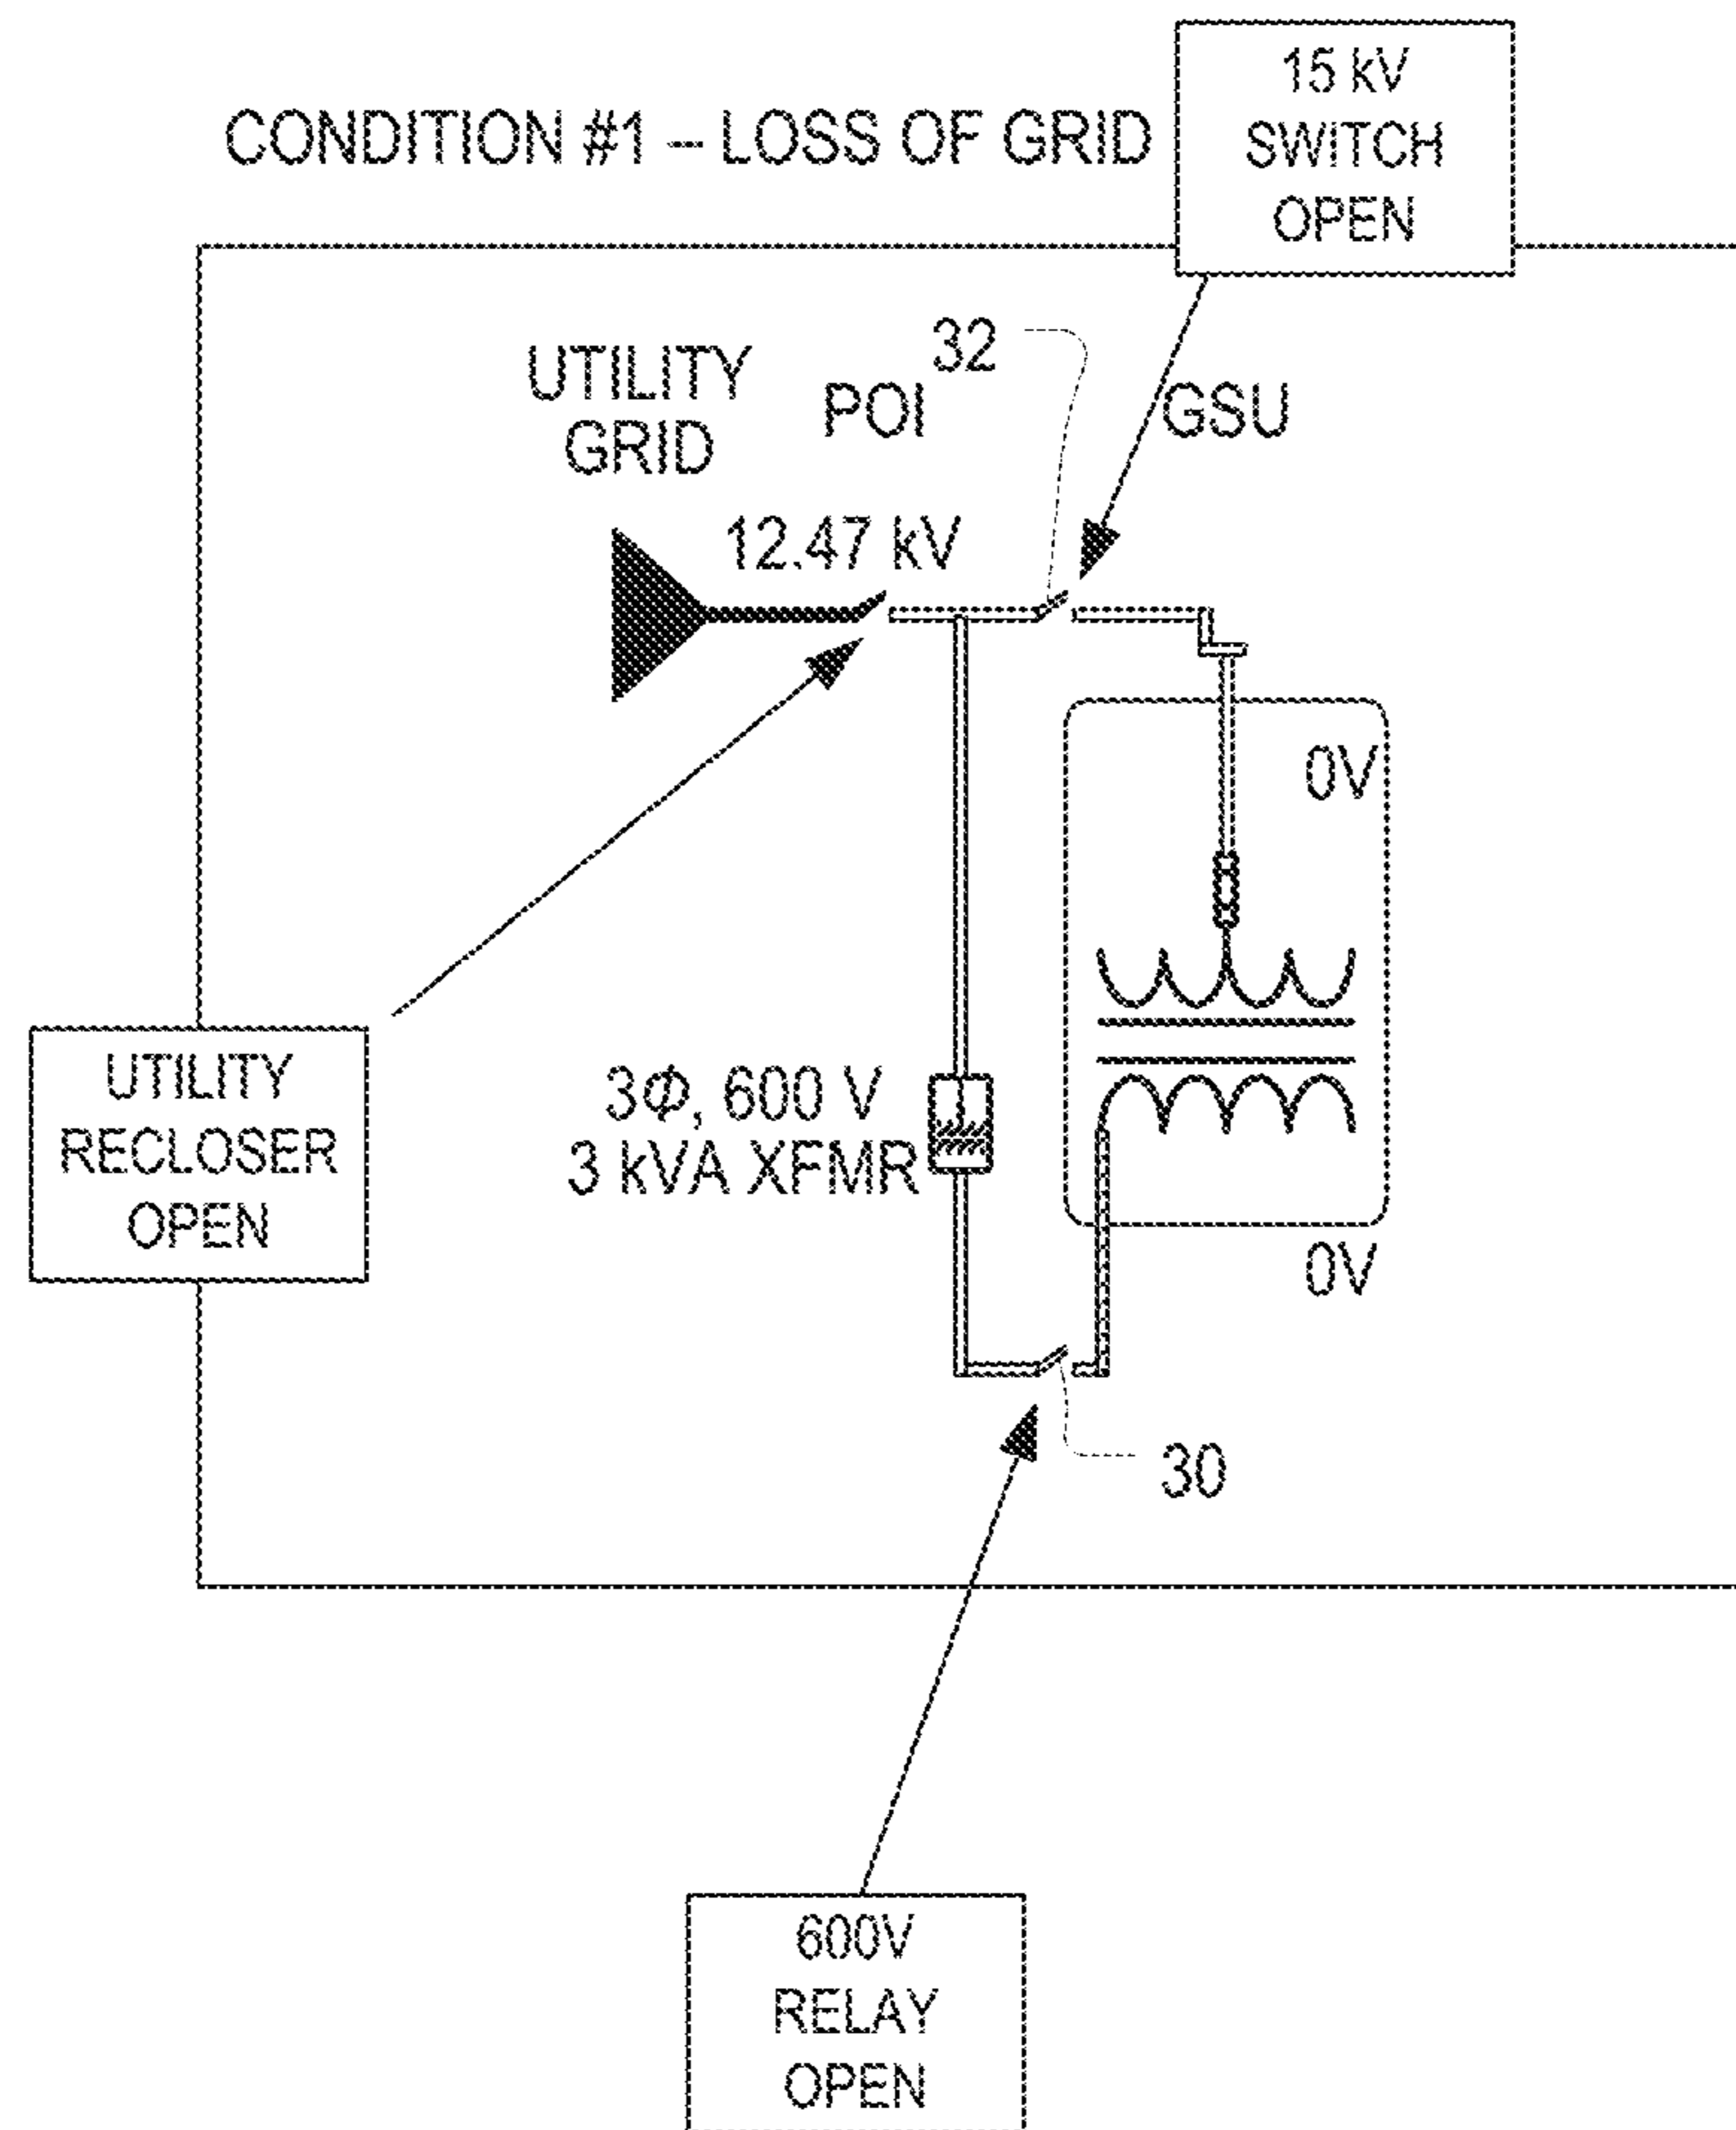 15 kV
SWITCH
OPEN
CONDITION #1 – LOSS OF GRID
32
UTILITY
GRID
POI
GSU
12.47 kV
0V
UTILITY
RECLOSER
OPEN
3Φ, 600 V
3 kVA XFMR
0V
30
600V
RELAY
OPEN